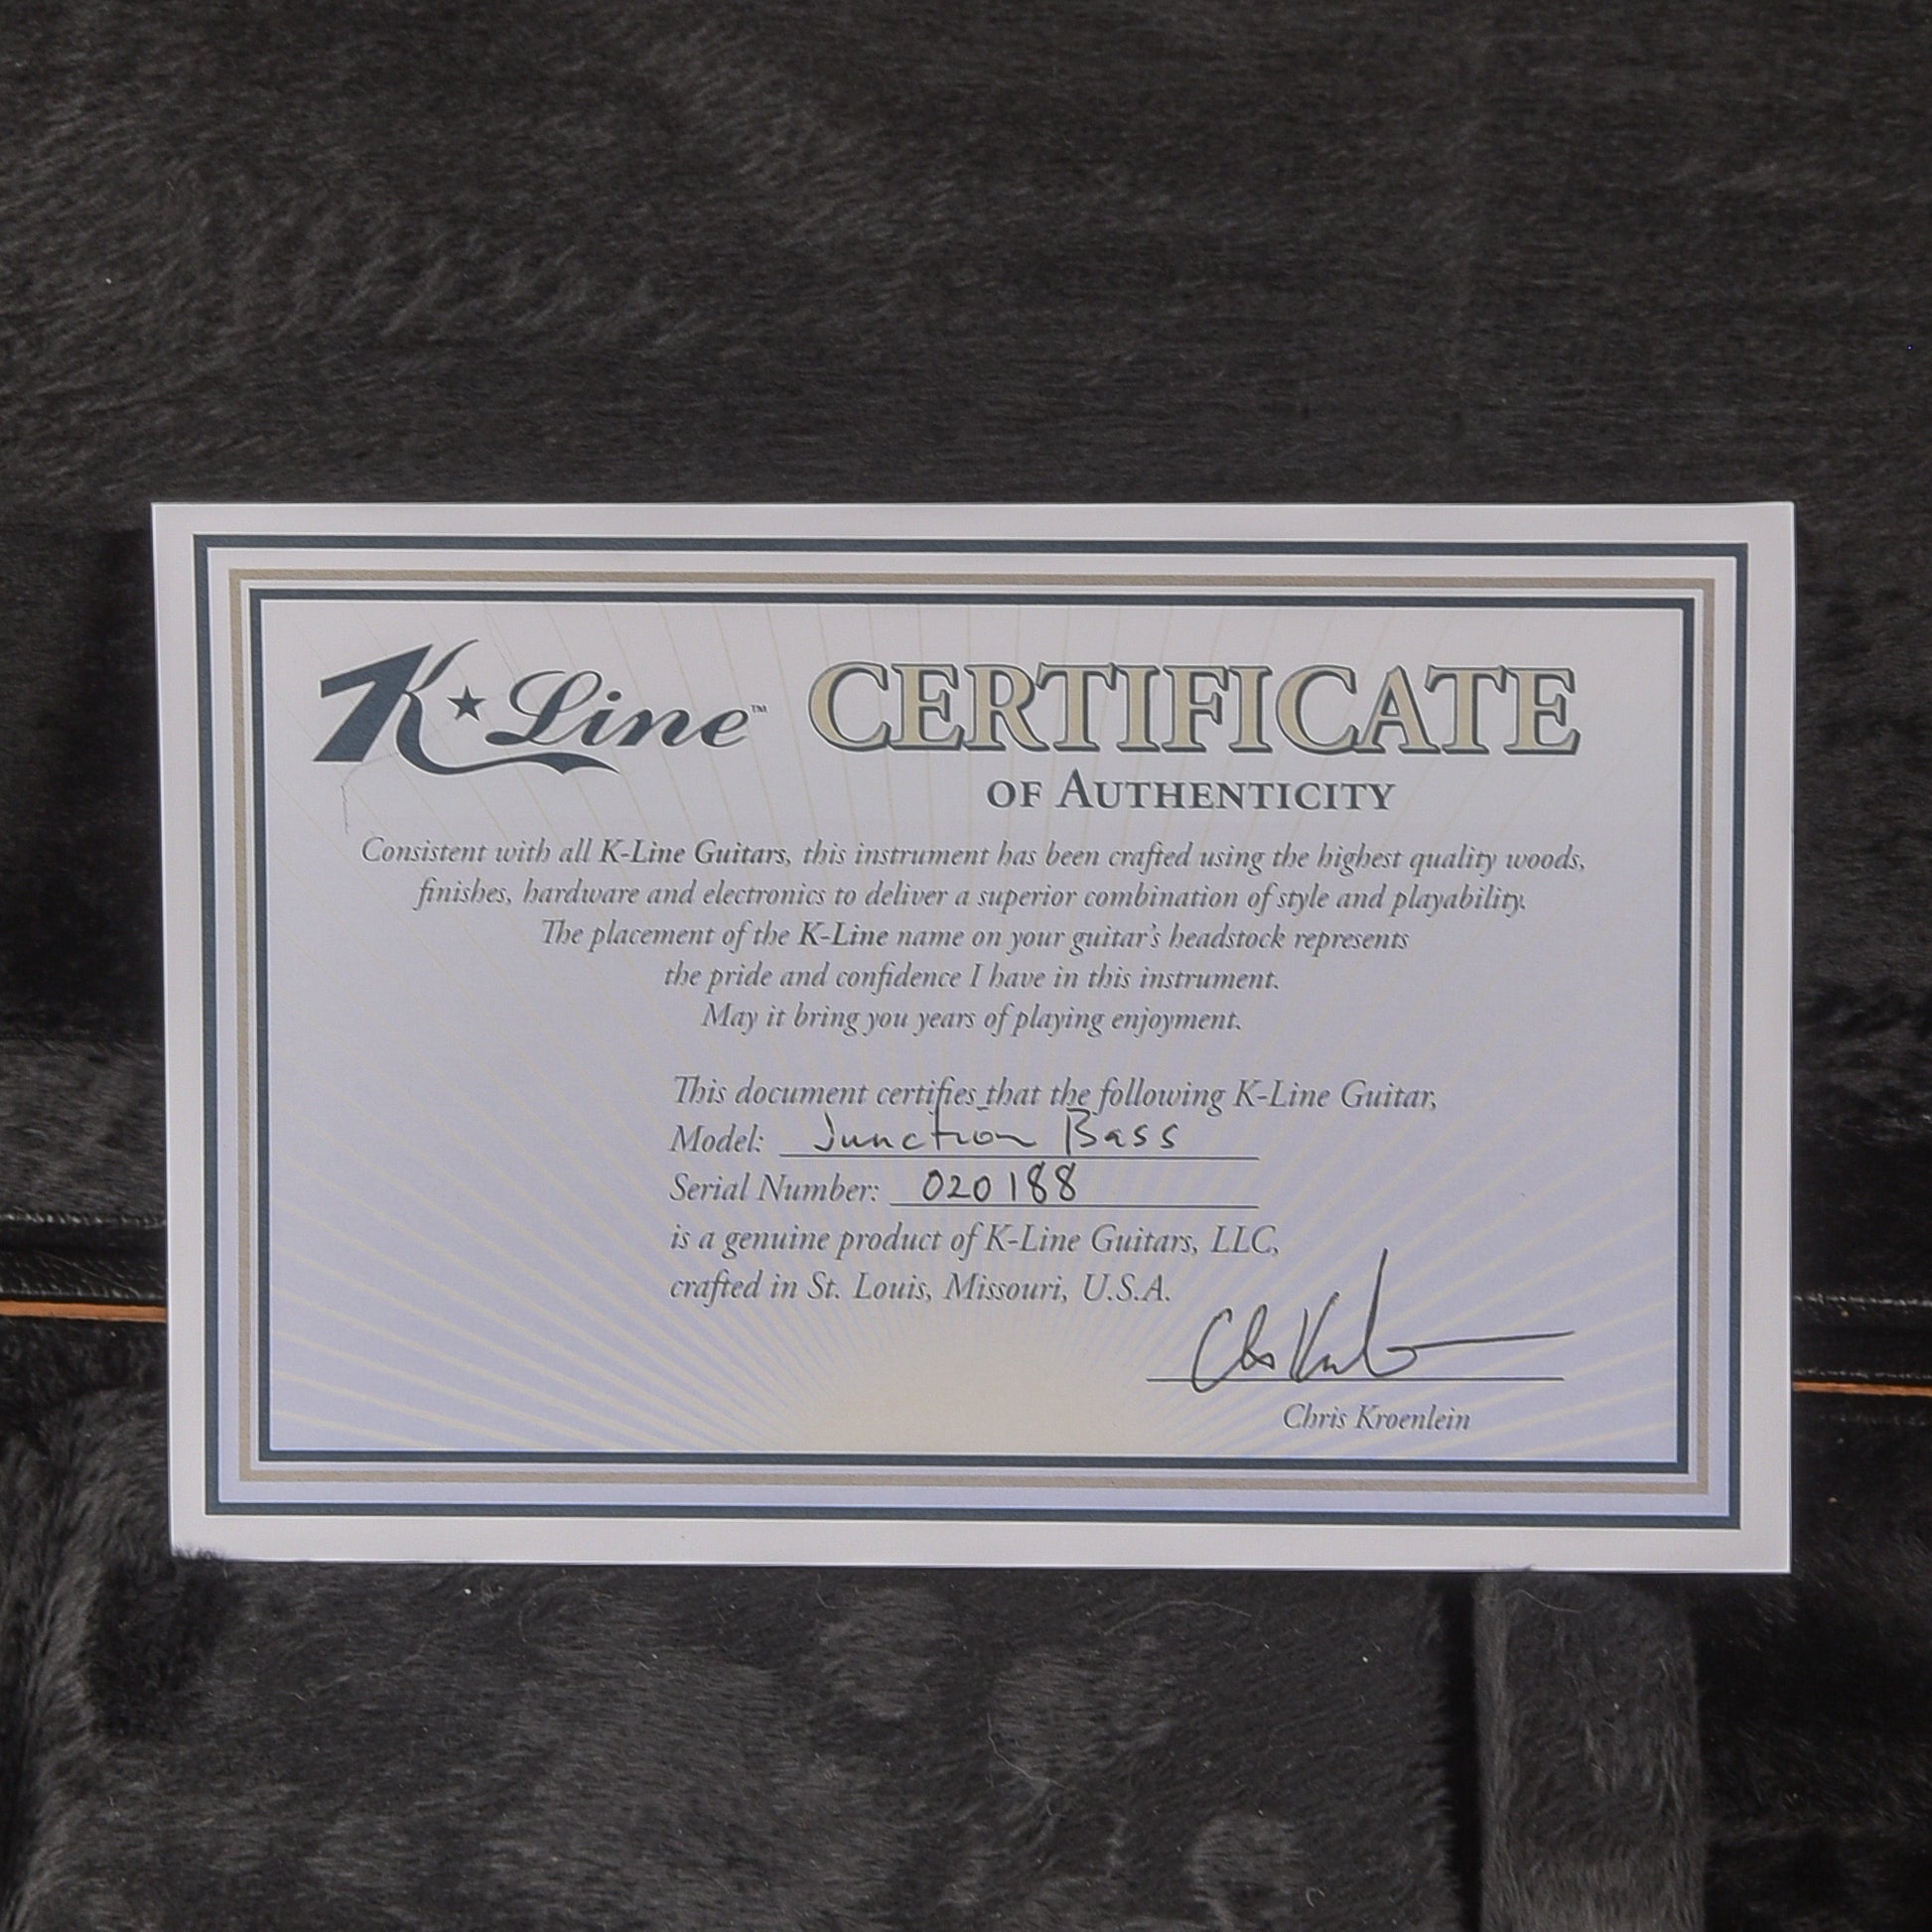 K★Line™ CERTIFICATE
OF AUTHENTICITY
Consistent with all K-Line Guitars, this instrument has been crafted using the highest quality woods,
finishes, hardware and electronics to deliver a superior combination of style and playability.
The placement of the K-Line name on your guitar's headstock represents
the pride and confidence I have in this instrument.
May it bring you years of playing enjoyment.
This document certifies that the following K-Line Guitar,
Model: Junction Bass
Serial Number: 020188
is a genuine product of K-Line Guitars, LLC,
crafted in St. Louis, Missouri, U.S.A.
Chris Kroenlein